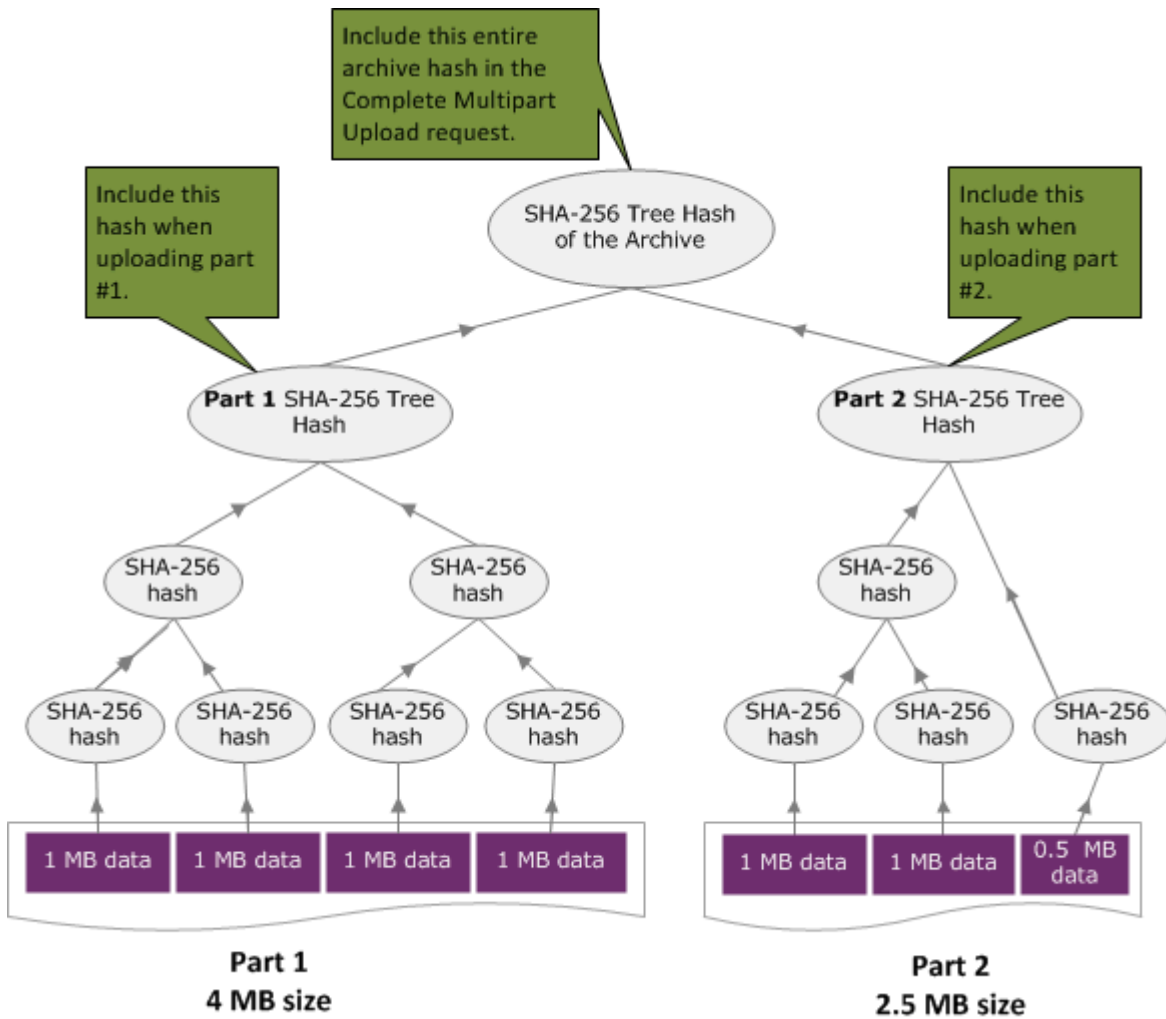 Include this entire
archive hash in the
Complete Multipart
Upload request.
Include this
hash when
uploading part
#1.
Include this
hash when
uploading part
#2.
SHA-256 Tree Hash
of the Archive
Part 1 SHA-256 Tree
Hash
Part 2 SHA-256 Tree
Hash
SHA-256
hash
SHA-256
hash
SHA-256
hash
SHA-256
hash
SHA-256
hash
SHA-256
hash
SHA-256
hash
SHA-256
hash
SHA-256
hash
SHA-256
hash
1 MB data
1 MB data
1 MB data
1 MB data
1 MB data
1 MB data
0.5 MB
data
Part 1
4 MB size
Part 2
2.5 MB size